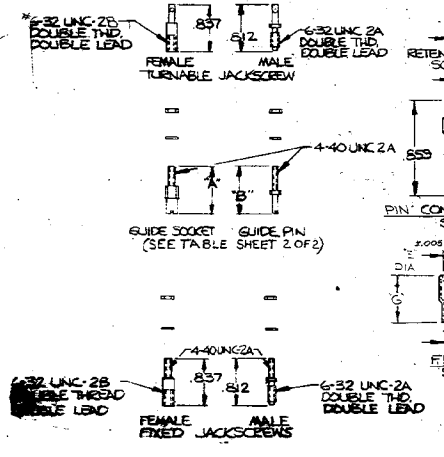 *6-32 UNC-2B
DOUBLE THD.
DOUBLE LEAD
.837
.812
6-32 UNC 2A
DOUBLE THD.
DOUBLE LEAD
FEMALE MALE
TURNABLE JACKSCREW
4-40 UNC 2A
"A"
"B"
GUIDE SOCKET GUIDE PIN
(SEE TABLE SHEET 2 OF 2)
.859
PIN CON
±.005
"E"
DIA
"G"
4-40 UNC-2A
6-32 UNC-2B
THREAD
LEAD
.837
.812
6-32 UNC-2A
DOUBLE THD.
DOUBLE LEAD
FEMALE MALE
FIXED JACKSCREWS